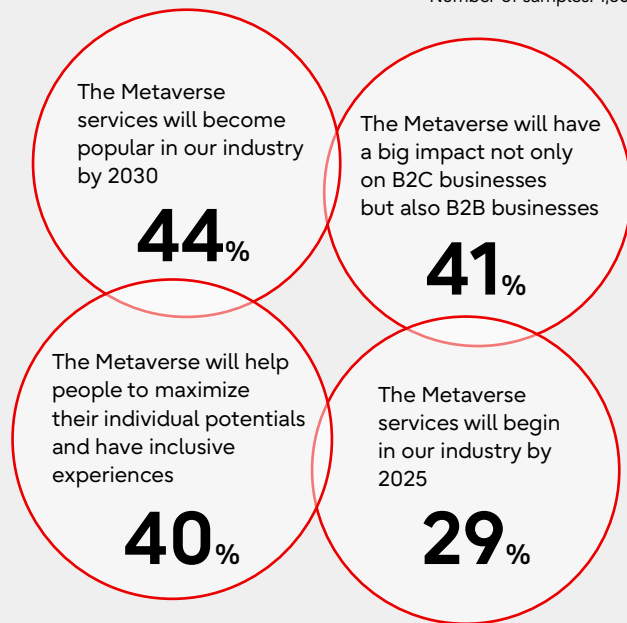 The Metaverse
services will become
popular in our industry
by 2030
44%
The Metaverse will have
a big impact not only
on B2C businesses
but also B2B businesses
41%
The Metaverse will help
people to maximize
their individual potentials
and have inclusive
experiences
40%
The Metaverse
services will begin
in our industry by
2025
29%